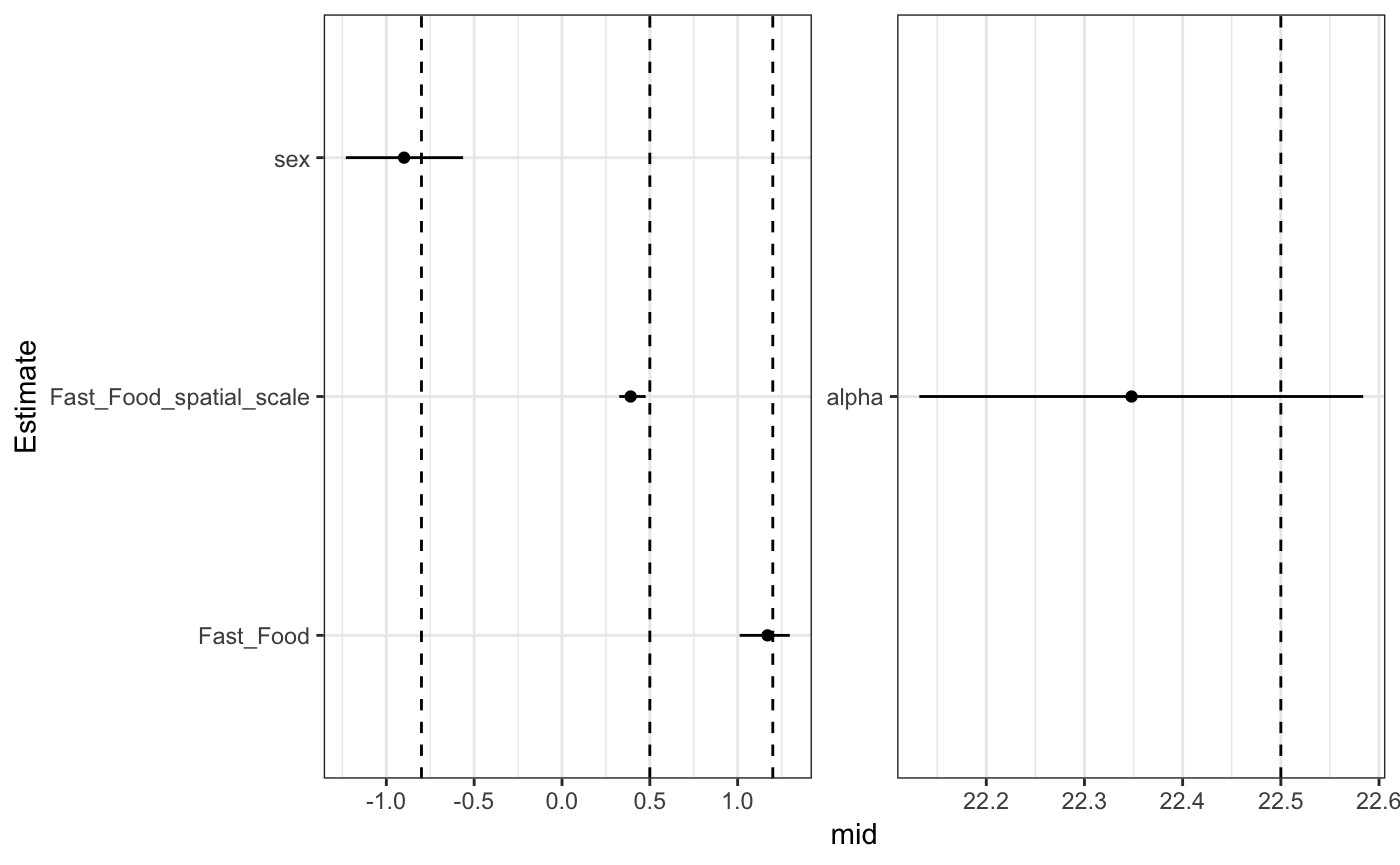 Estimate
sex
Fast_Food_spatial_scale
Fast_Food
-1.0 -0.5 0.0 0.5 1.0
alpha
22.2 22.3 22.4 22.5 22.6
mid